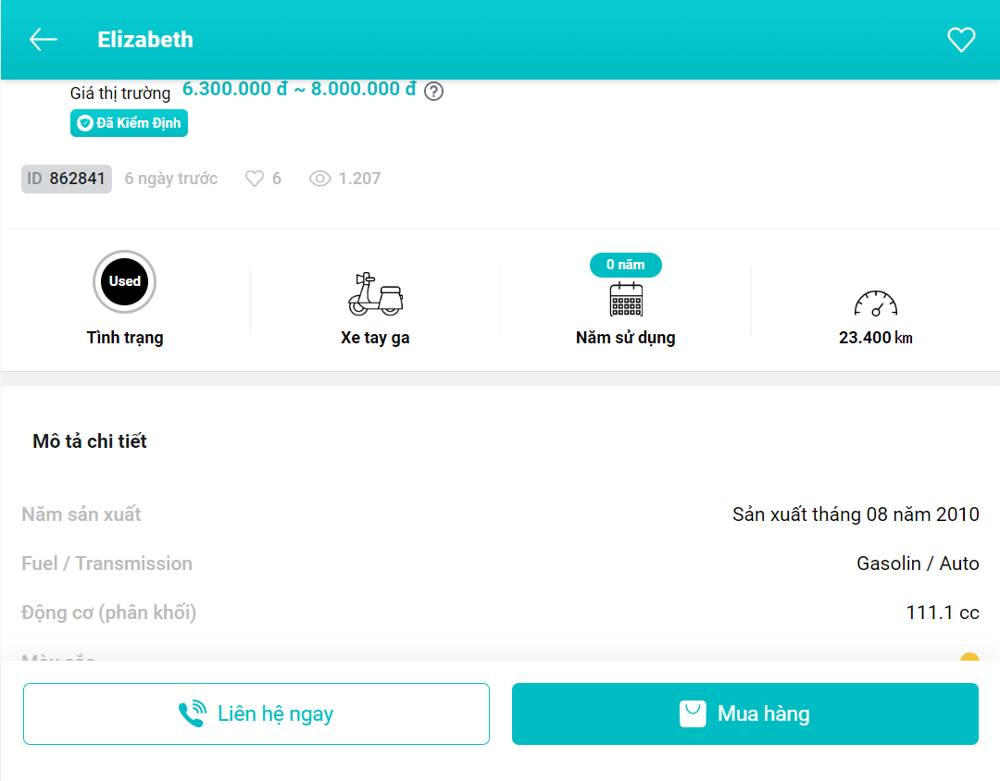 Elizabeth
Giá thị trường 6.300.000 đ ~ 8.000.000 đ ?
Đã Kiểm Định
ID 862841 6 ngày trước 6 1.207
Used
0 năm
Tình trạng
Xe tay ga
Năm sử dụng
23.400 km
Mô tả chi tiết
Năm sản xuất Sản xuất tháng 08 năm 2010
Fuel / Transmission Gasolin / Auto
Động cơ (phân khối) 111.1 cc
Liên hệ ngay
Mua hàng